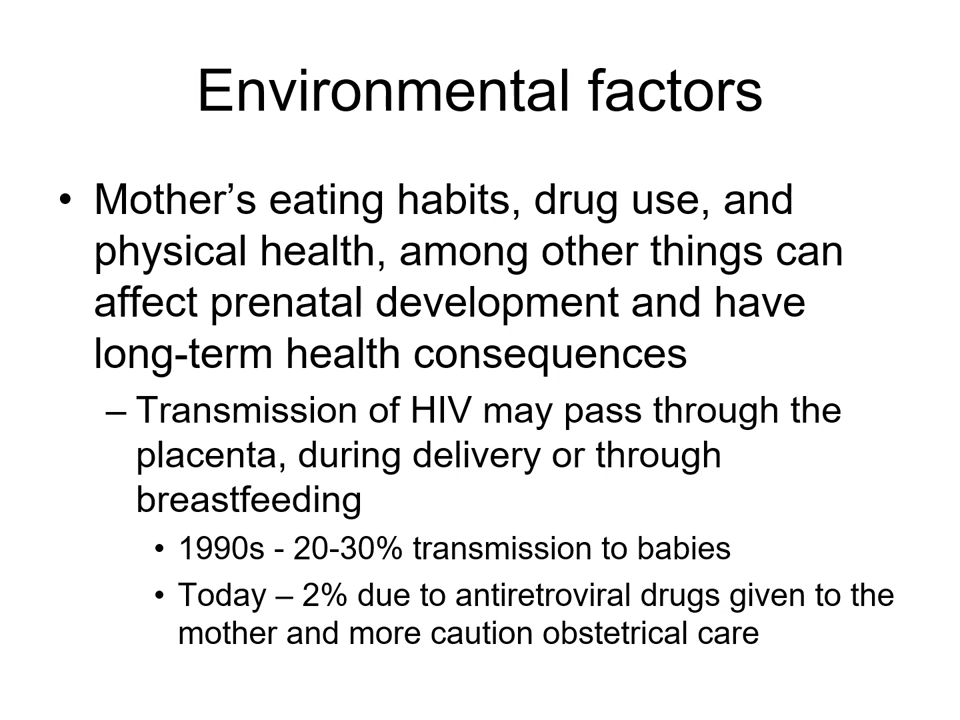 Environmental factors
• Mother’s eating habits, drug use, and
physical health, among other things can
affect prenatal development and have
long-term health consequences
– Transmission of HIV may pass through the
placenta, during delivery or through
breastfeeding
• 1990s - 20-30% transmission to babies
• Today – 2% due to antiretroviral drugs given to the
mother and more caution obstetrical care